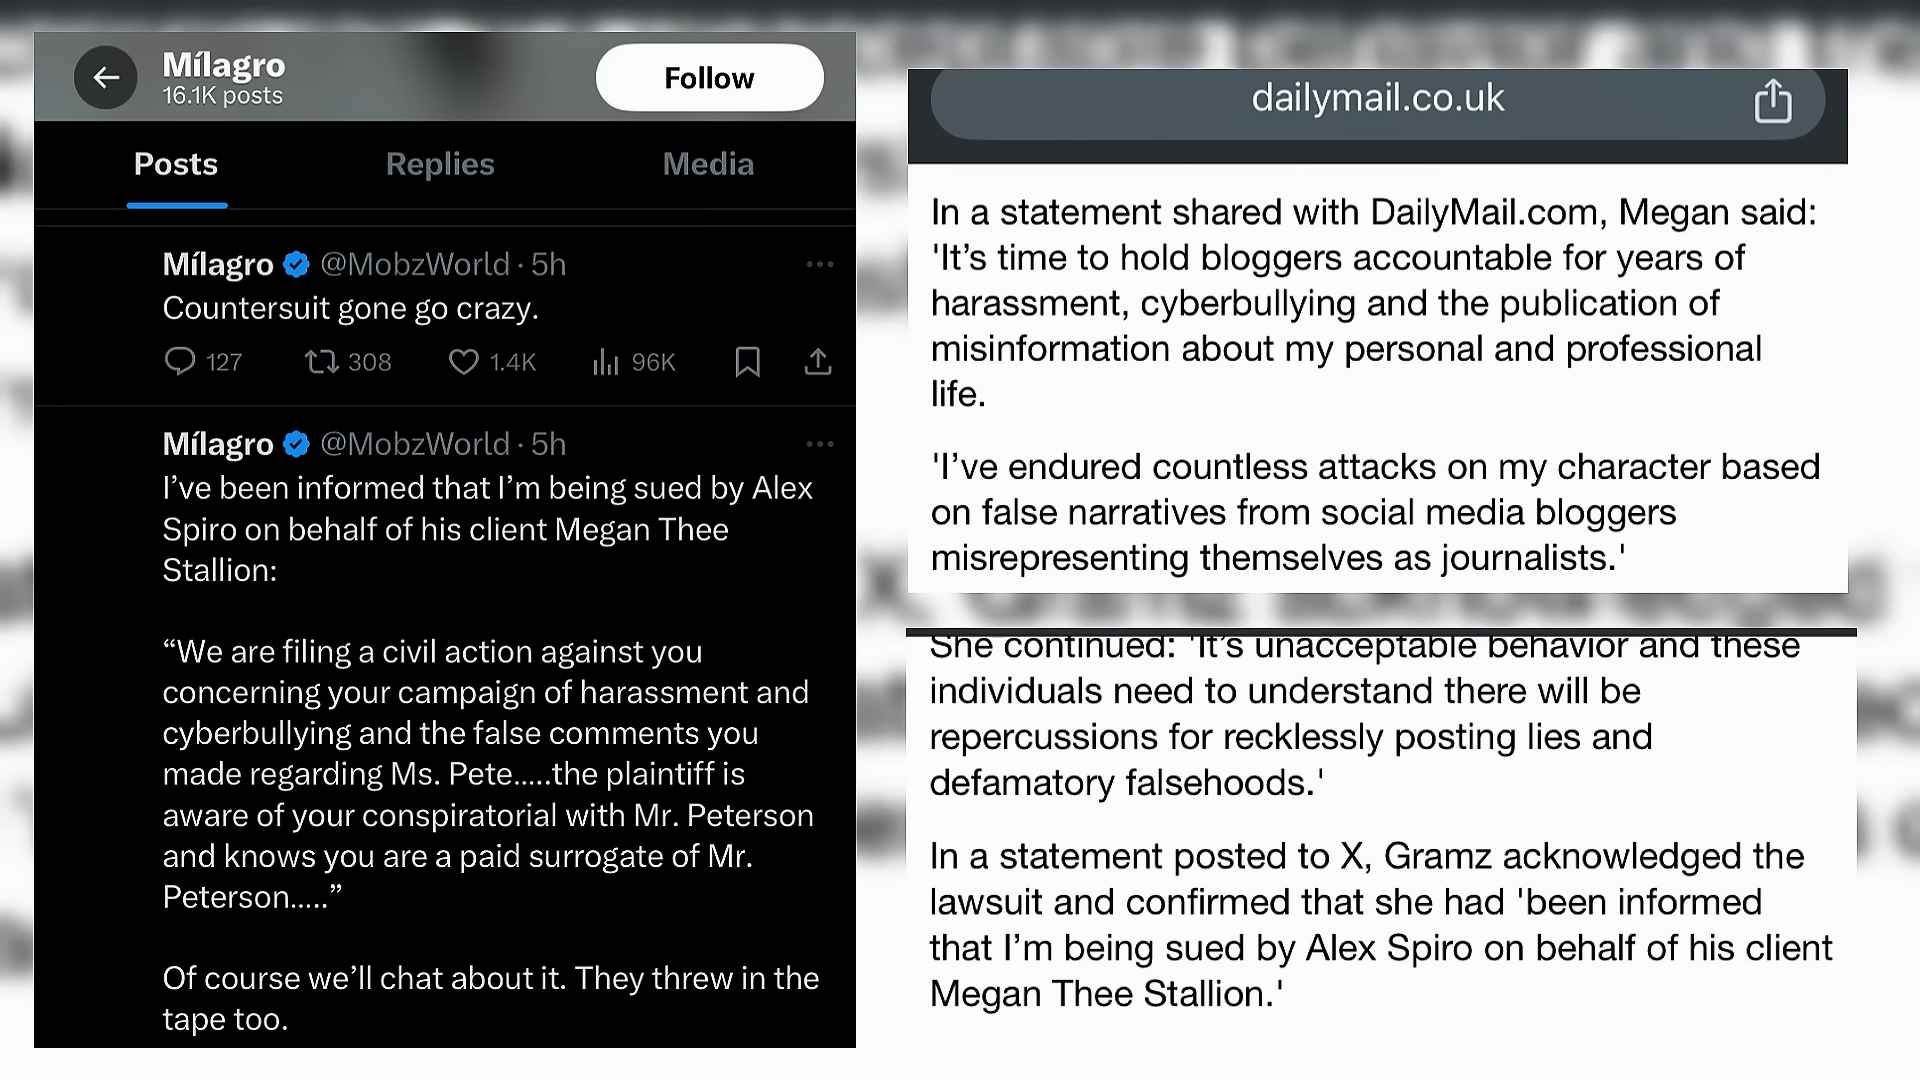 Mílagro
16.1K posts
Follow
Posts
Replies
Media
Mílagro @MobzWorld · 5h
Countersuit gone go crazy.
127
308
1.4K
96K
Mílagro @MobzWorld · 5h
I’ve been informed that I’m being sued by Alex
Spiro on behalf of his client Megan Thee
Stallion:
“We are filing a civil action against you
concerning your campaign of harassment and
cyberbullying and the false comments you
made regarding Ms. Pete.....the plaintiff is
aware of your conspiratorial with Mr. Peterson
and knows you are a paid surrogate of Mr.
Peterson.....”
Of course we’ll chat about it. They threw in the
tape too.
dailymail.co.uk
In a statement shared with DailyMail.com, Megan said:
'It’s time to hold bloggers accountable for years of
harassment, cyberbullying and the publication of
misinformation about my personal and professional
life.
'I’ve endured countless attacks on my character based
on false narratives from social media bloggers
misrepresenting themselves as journalists.'
She continued: 'It’s unacceptable behavior and these
individuals need to understand there will be
repercussions for recklessly posting lies and
defamatory falsehoods.'
In a statement posted to X, Gramz acknowledged the
lawsuit and confirmed that she had 'been informed
that I’m being sued by Alex Spiro on behalf of his client
Megan Thee Stallion.'